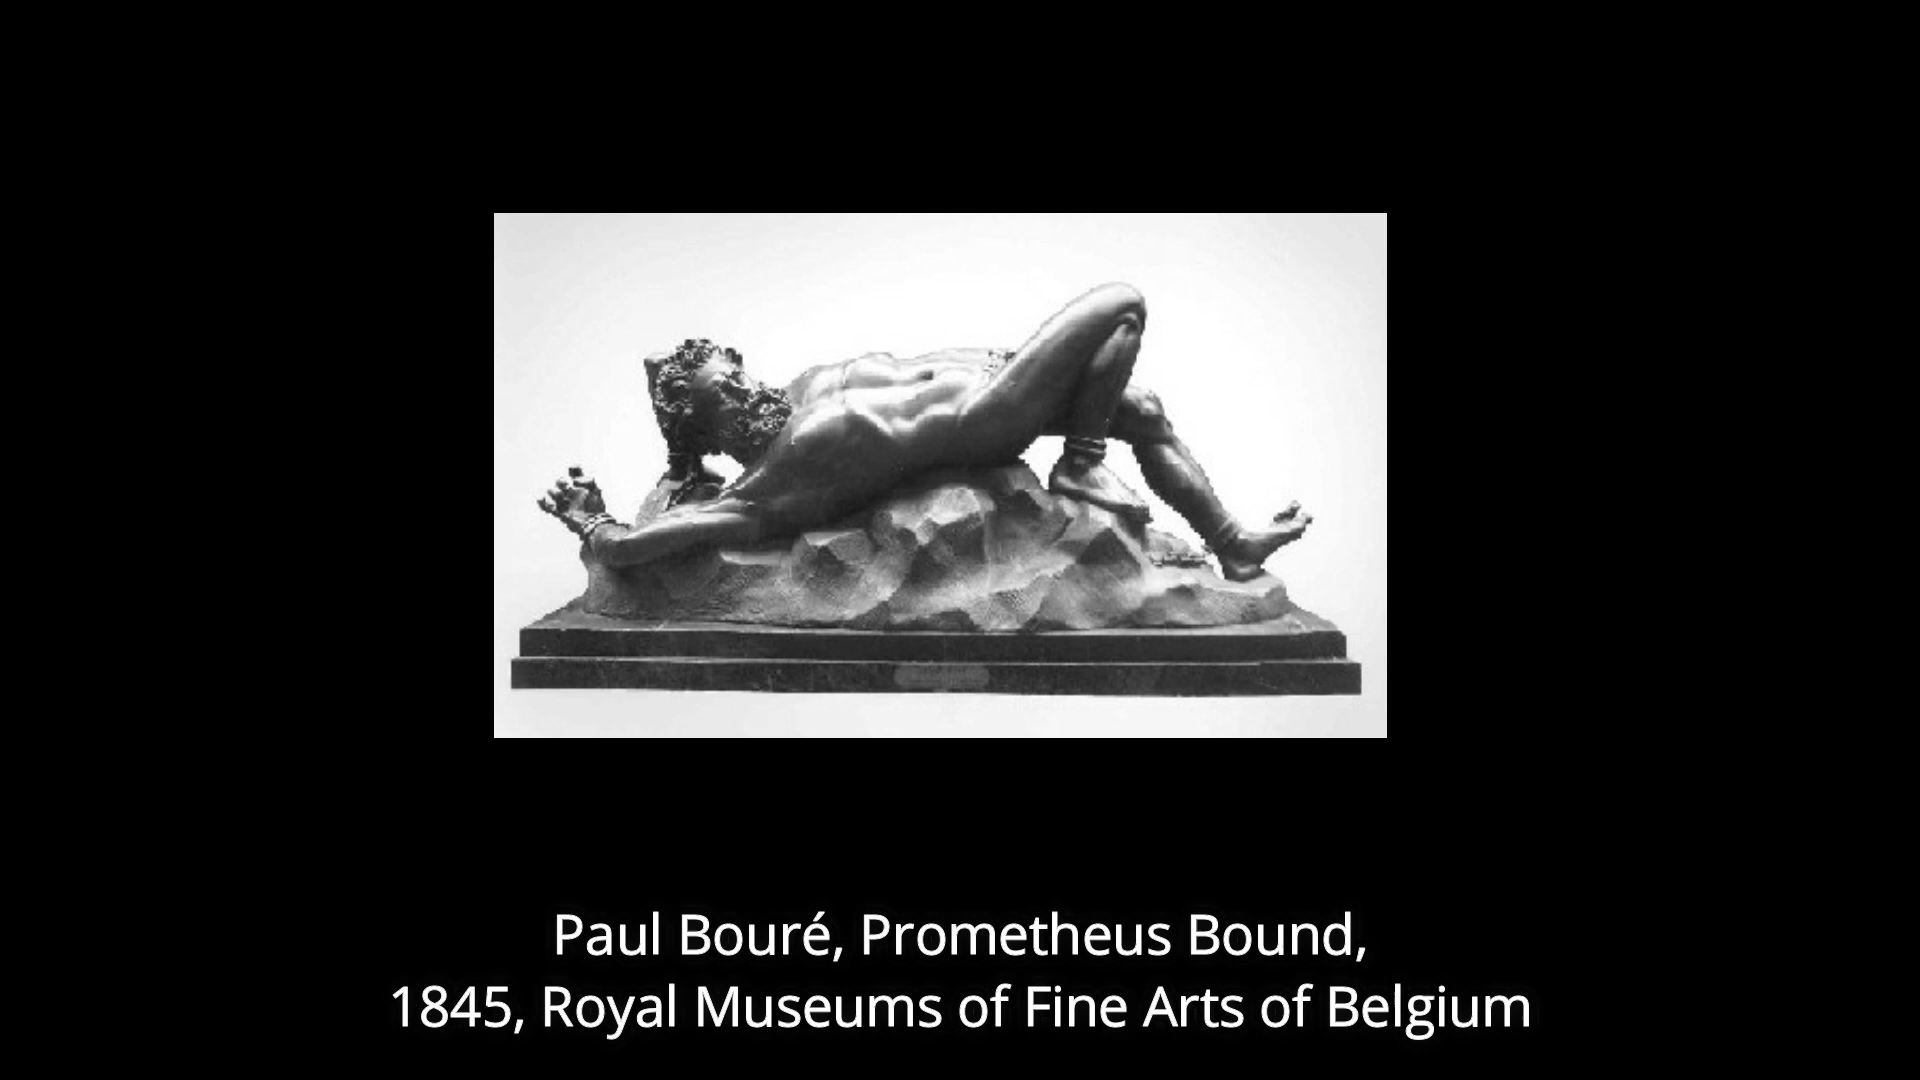 Paul Bouré, Prometheus Bound,
1845, Royal Museums of Fine Arts of Belgium